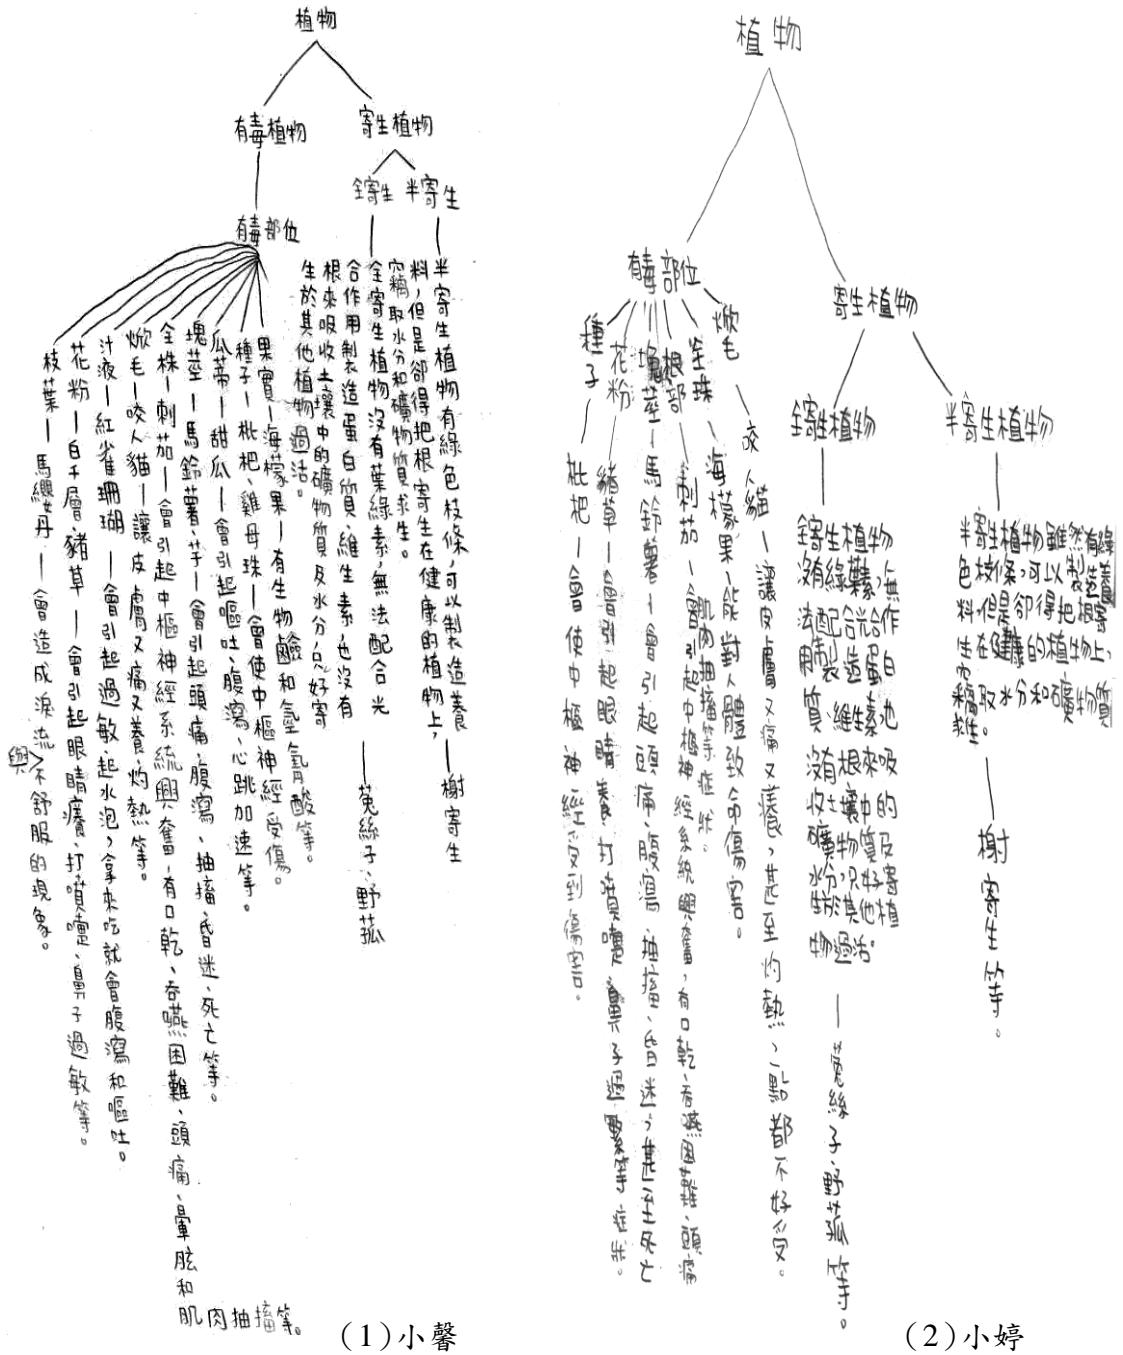 植物
有毒植物
寄生植物
全寄生
半寄生
有毒部位
半寄生植物有綠色枝條,可以制造養
料,但是卻得把根寄生在健康的植物上,
竊取水分和礦物質求生。
—榭寄生
全寄生植物沒有葉綠素,無法配合光
合作用製造蛋白質、維生素,也沒有
根來吸收土壤中的礦物質及水分,只好寄
生於其他植物過活。
—菟絲子、野菰
果實—海檬果—有生物鹼和氫氰酸等。
種子—枇杷、雞母珠—會使中樞神經受傷。
瓜蒂—甜瓜—會引起嘔吐、腹瀉、心跳加速等。
塊莖—馬鈴薯、芋—會引起頭痛、腹瀉、抽搐、昏迷、死亡等。
全株—刺茄—會引起中樞神經系統興奮,有口乾、吞嚥困難、頭痛、暈眩和
肌肉抽搐等。
焮毛—咬人貓—讓皮膚又痛又養、灼熱等。
汁液—紅雀珊瑚—會引起過敏、起水泡,拿來吃就會腹瀉和嘔吐。
花粉—白千層、豬草—會引起眼睛癢、打噴嚏、鼻子過敏等。
枝葉—馬纓丹—會造成淚流與不舒服的現象。
(1)小馨
植物
有毒部位
寄生植物
種子—枇杷—會使中樞神經受到傷害。
花粉—豬草—會引起眼睛養、打噴嚏、鼻子過敏等症狀。
塊莖—馬鈴薯—會引起頭痛、腹瀉、抽搐、昏迷,甚至死亡
根部—刺茄—會引起中樞神經系統興奮,有口乾、吞嚥困難、頭痛
肌肉抽搐等症狀。
全珠—海檬果—能對人體致命傷害。
焮毛—咬人貓—讓皮膚又痛又癢,甚至灼熱,一點都不好受。
全寄生植物
半寄生植物
全寄生植物
沒有葉綠素,無
法配合光合作
用製造蛋白
質、維生素,也
沒有根來吸
收土壤中的
礦物質及
水分,只好寄
生於其他植
物過活。
—菟絲子、野菰等。
半寄生植物雖然有綠
色枝條,可以制造養
料,但是卻得把根寄
生在健康的植物上,
竊取水分和礦物質
求生。
—榭寄生等。
(2)小婷